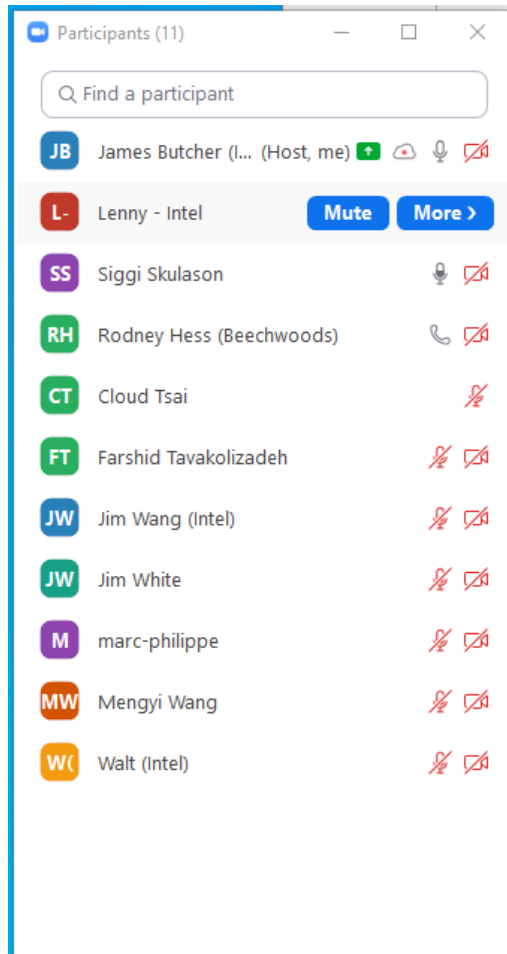 Participants (11)
Find a participant
JB James Butcher (I... (Host, me)
L- Lenny - Intel Mute More >
SS Siggi Skulason
RH Rodney Hess (Beechwoods)
CT Cloud Tsai
FT Farshid Tavakolizadeh
JW Jim Wang (Intel)
JW Jim White
M marc-philippe
MW Mengyi Wang
W( Walt (Intel)